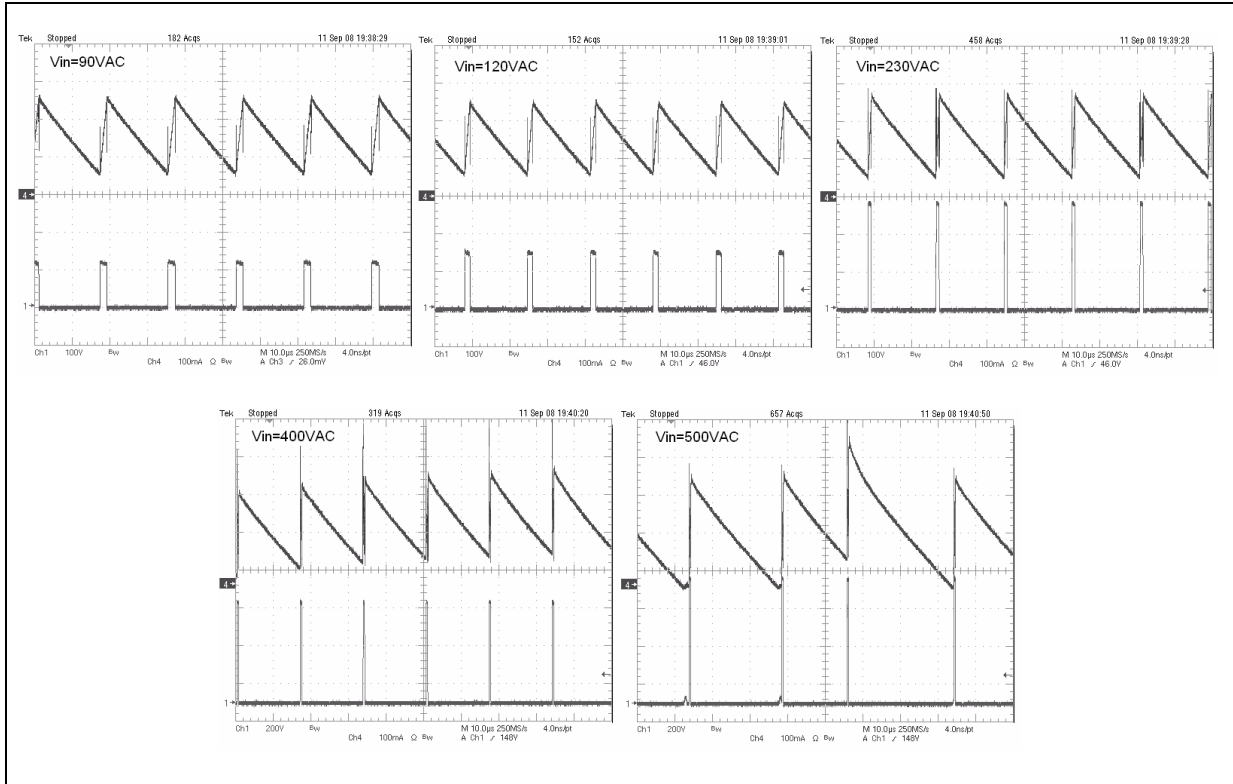 Tek Stopped 182 Acqs 11 Sep 08 19:38:29
Vin=90VAC
4
1
Ch1 100V Bw M 10.0µs 250MS/s 4.0ns/pt
Ch4 100mA Ω Bw A Ch3 ∕ 26.0mV
Tek Stopped 152 Acqs 11 Sep 08 19:39:01
Vin=120VAC
4
1
Ch1 100V Bw M 10.0µs 250MS/s 4.0ns/pt
Ch4 100mA Ω Bw A Ch1 ∕ 46.0V
Tek Stopped 458 Acqs 11 Sep 08 19:39:28
Vin=230VAC
4
1
Ch1 100V Bw M 10.0µs 250MS/s 4.0ns/pt
Ch4 100mA Ω Bw A Ch1 ∕ 46.0V
Tek Stopped 319 Acqs 11 Sep 08 19:40:20
Vin=400VAC
4
1
Ch1 200V Bw M 10.0µs 250MS/s 4.0ns/pt
Ch4 100mA Ω Bw A Ch1 ∕ 148V
Tek Stopped 657 Acqs 11 Sep 08 19:40:50
Vin=500VAC
4
1
Ch1 200V Bw M 10.0µs 250MS/s 4.0ns/pt
Ch4 100mA Ω Bw A Ch1 ∕ 148V